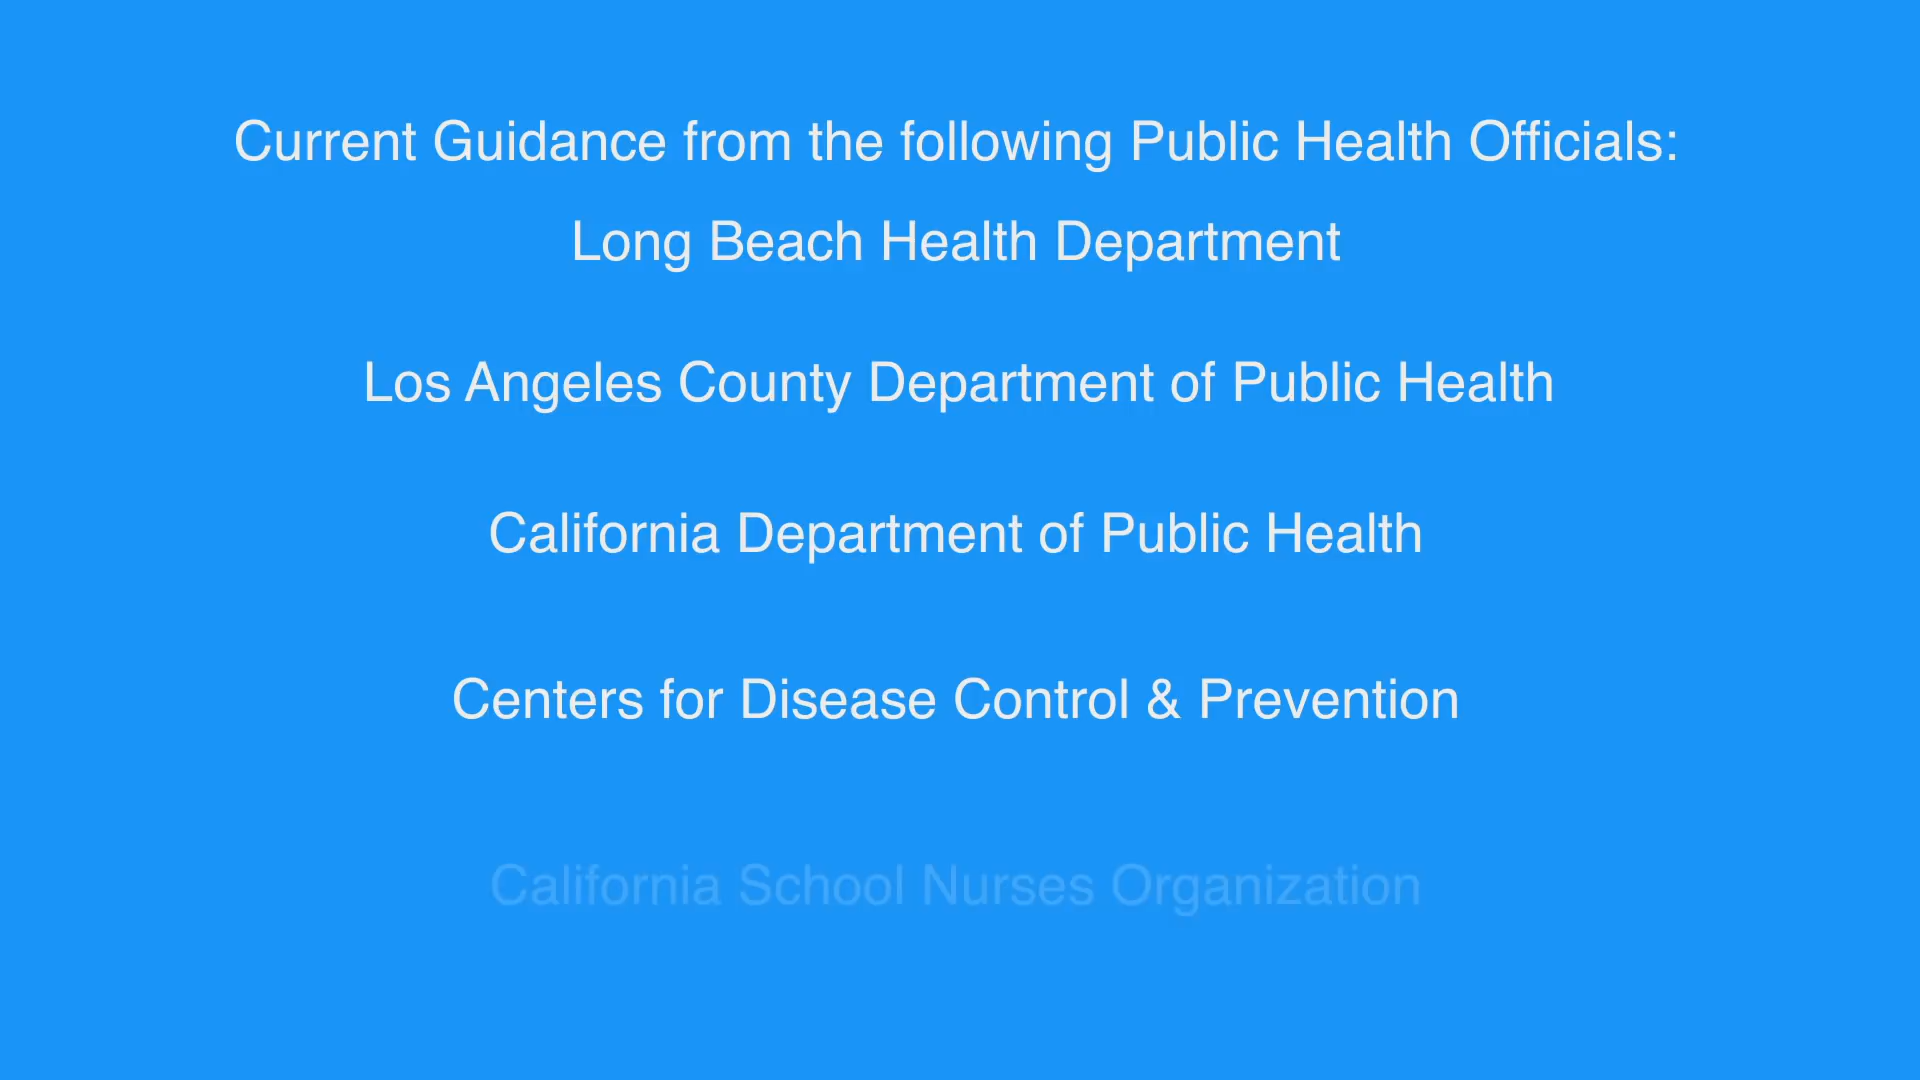 Current Guidance from the following Public Health Officials:
Long Beach Health Department
Los Angeles County Department of Public Health
California Department of Public Health
Centers for Disease Control & Prevention
California School Nurses Organization